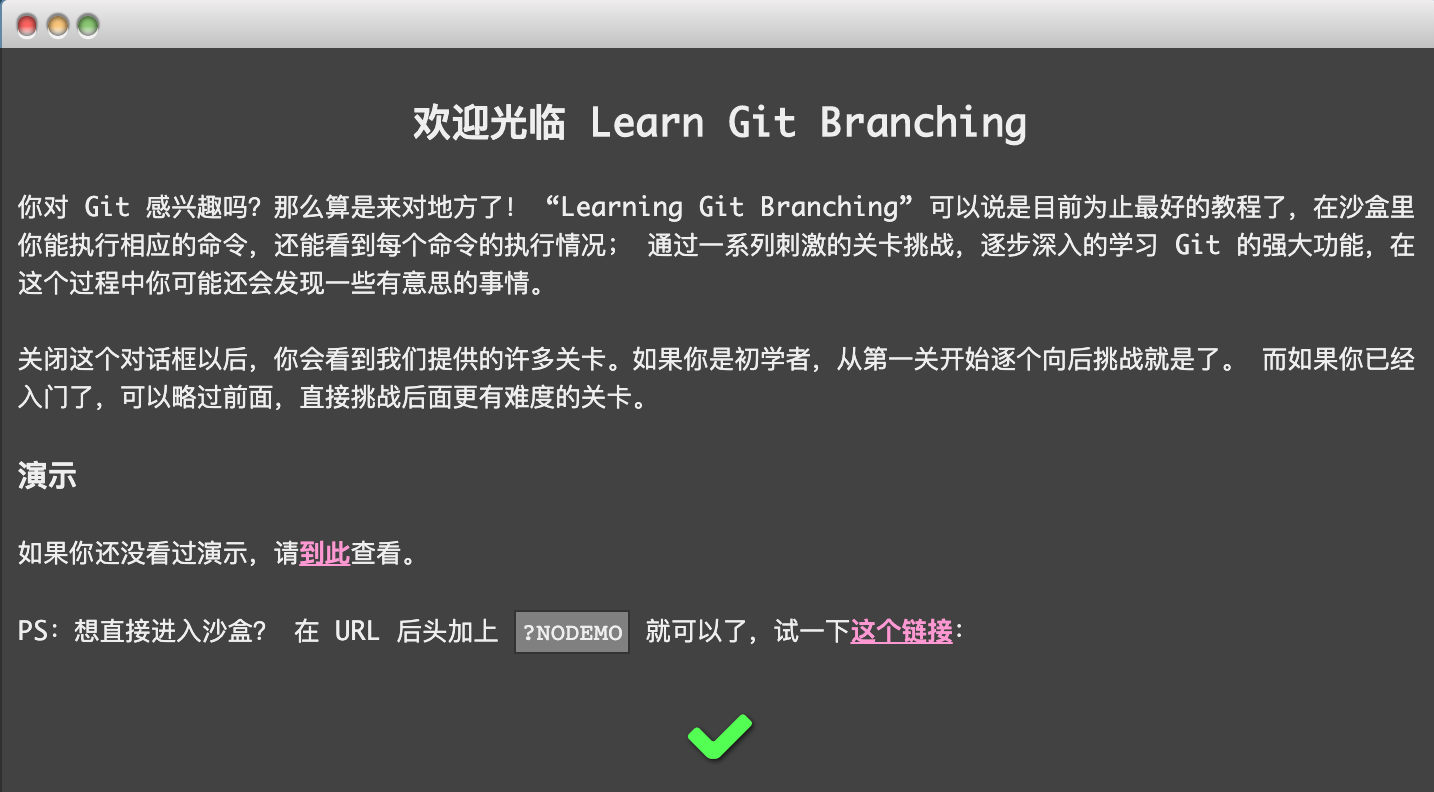 欢迎光临 Learn Git Branching
你对 Git 感兴趣吗？那么算是来对地方了！ “Learning Git Branching” 可以说是目前为止最好的教程了，在沙盒里
你能执行相应的命令，还能看到每个命令的执行情况； 通过一系列刺激的关卡挑战，逐步深入的学习 Git 的强大功能，在
这个过程中你可能还会发现一些有意思的事情。
关闭这个对话框以后，你会看到我们提供的许多关卡。如果你是初学者，从第一关开始逐个向后挑战就是了。 而如果你已经
入门了，可以略过前面，直接挑战后面更有难度的关卡。
演示
如果你还没看过演示，请到此查看。
PS：想直接进入沙盒？ 在 URL 后头加上 ?NODEMO 就可以了，试一下这个链接：